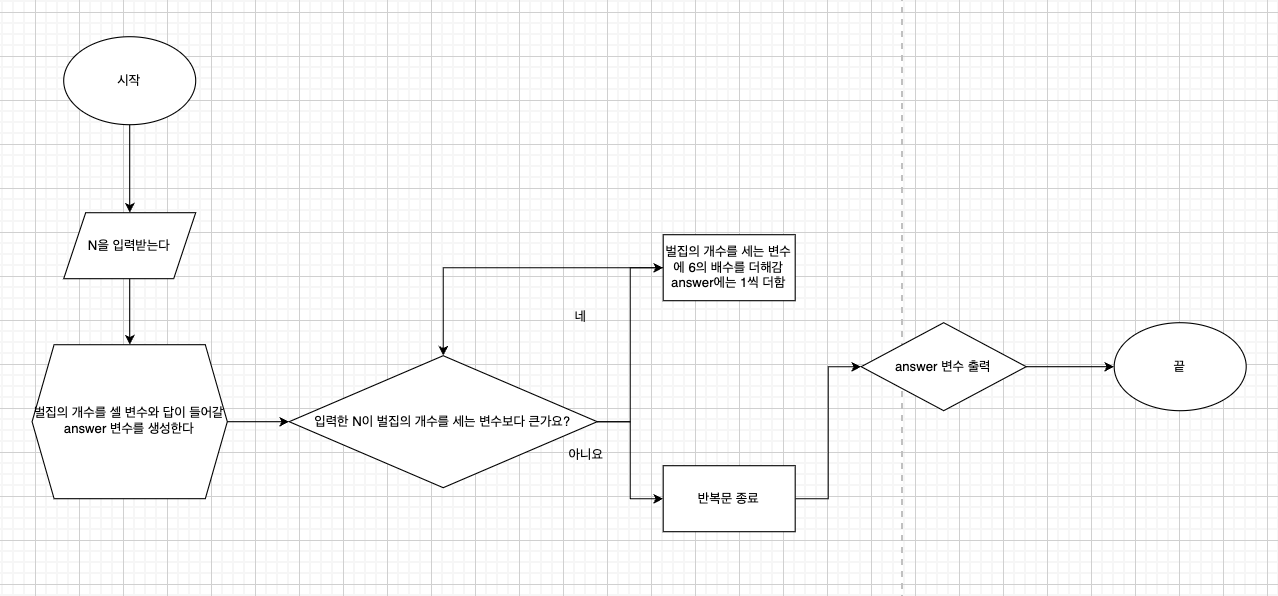 시작
N을 입력받는다
벌집의 개수를 셀 변수와 답이 들어갈
answer 변수를 생성한다
입력한 N이 벌집의 개수를 세는 변수보다 큰가요?
네
벌집의 개수를 세는 변수
에 6의 배수를 더해감
answer에는 1씩 더함
아니요
반복문 종료
answer 변수 출력
끝